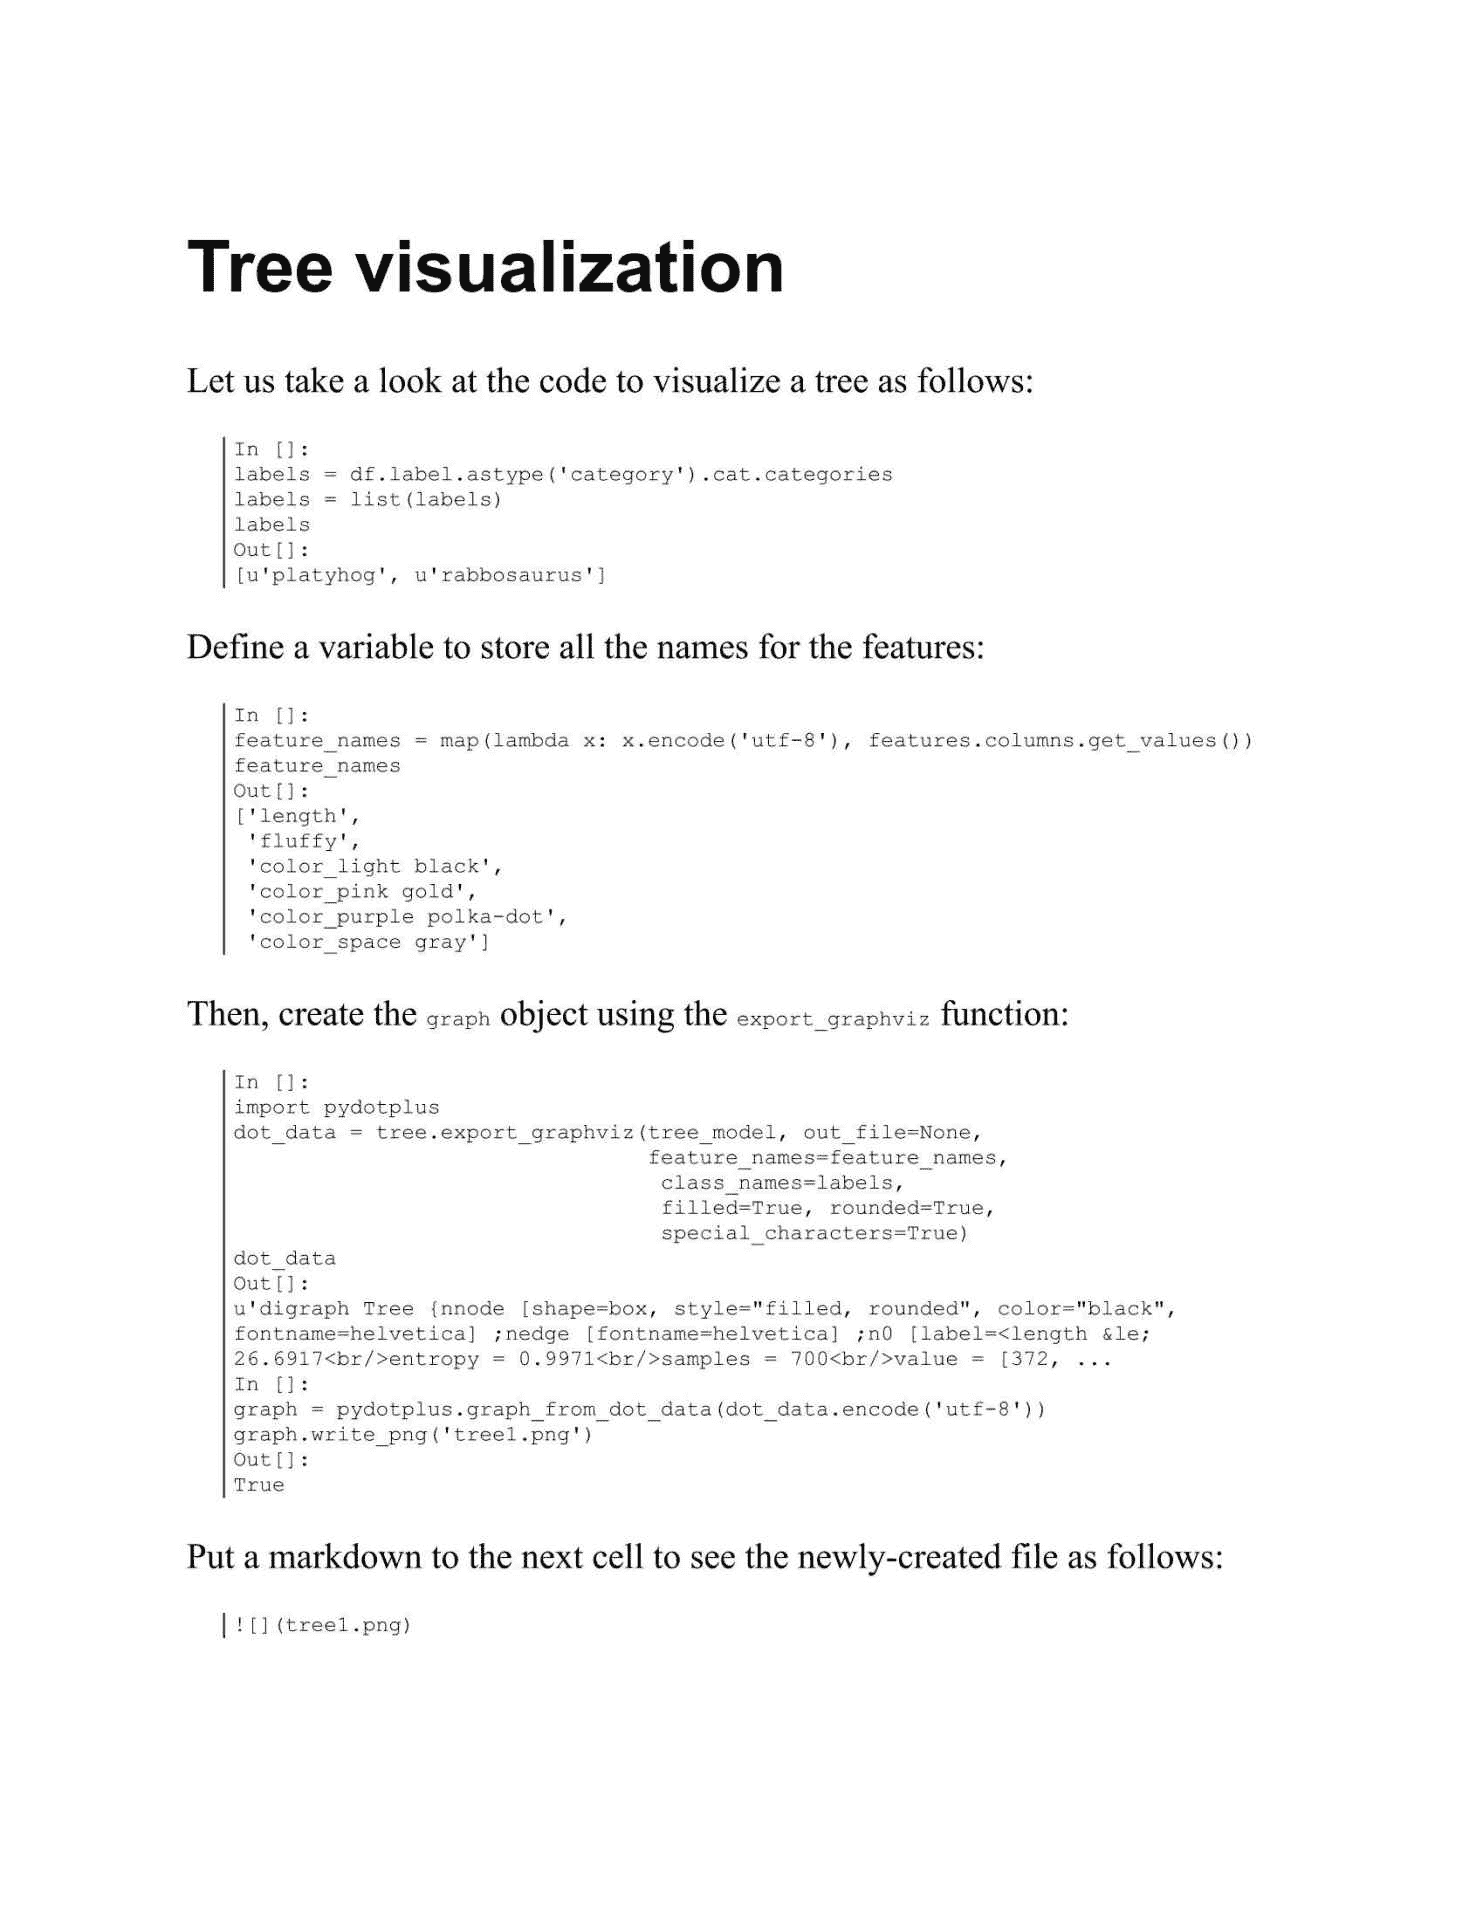 Tree visualization
Let us take a look at the code to visualize a tree as follows:
In []:
labels = df.label.astype('category').cat.categories
labels = list(labels)
labels
Out[]:
[u'platyhog', u'rabbosaurus']
Define a variable to store all the names for the features:
In []:
feature_names = map(lambda x: x.encode('utf-8'), features.columns.get_values())
feature_names
Out[]:
['length',
 'fluffy',
 'color_light black',
 'color_pink gold',
 'color_purple polka-dot',
 'color_space gray']
Then, create the graph object using the export_graphviz function:
In []:
import pydotplus
dot_data = tree.export_graphviz(tree_model, out_file=None,
                                feature_names=feature_names,
                                 class_names=labels,
                                 filled=True, rounded=True,
                                 special_characters=True)
dot_data
Out[]:
u'digraph Tree {nnode [shape=box, style="filled, rounded", color="black",
fontname=helvetica] ;nedge [fontname=helvetica] ;n0 [label=<length &le;
26.6917<br/>entropy = 0.9971<br/>samples = 700<br/>value = [372, ...
In []:
graph = pydotplus.graph_from_dot_data(dot_data.encode('utf-8'))
graph.write_png('tree1.png')
Out[]:
True
Put a markdown to the next cell to see the newly-created file as follows:
![](tree1.png)